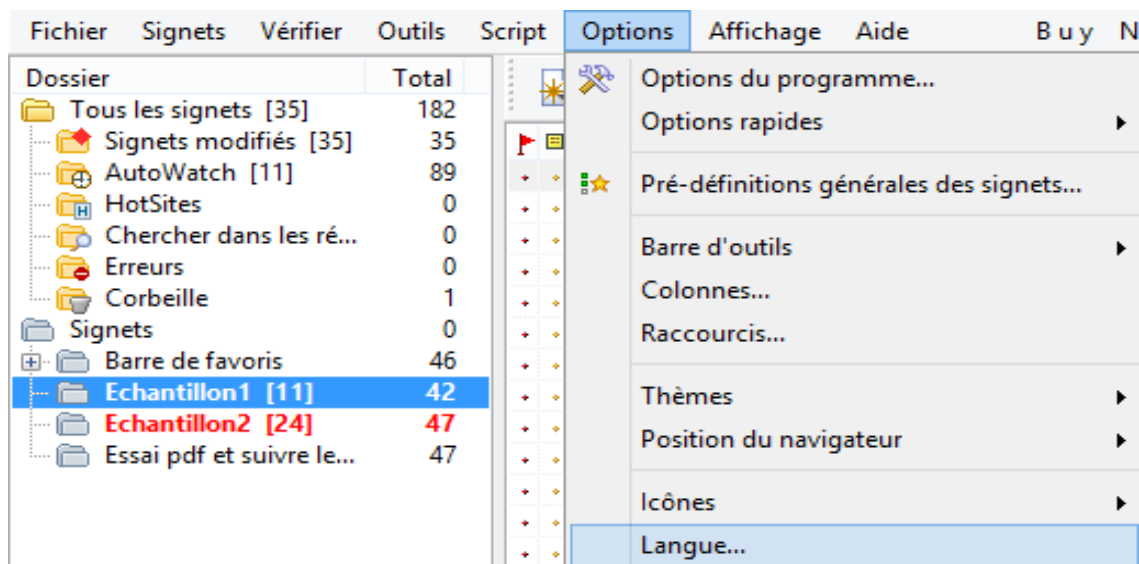 Fichier Signets Vérifier Outils Script Options Affichage Aide Buy N
Dossier Total
Tous les signets [35] 182
Signets modifiés [35] 35
AutoWatch [11] 89
HotSites 0
Chercher dans les ré... 0
Erreurs 0
Corbeille 1
Signets 0
Barre de favoris 46
Echantillon1 [11] 42
Echantillon2 [24] 47
Essai pdf et suivre le... 47
Options du programme...
Options rapides
Pré-définitions générales des signets...
Barre d'outils
Colonnes...
Raccourcis...
Thèmes
Position du navigateur
Icônes
Langue...